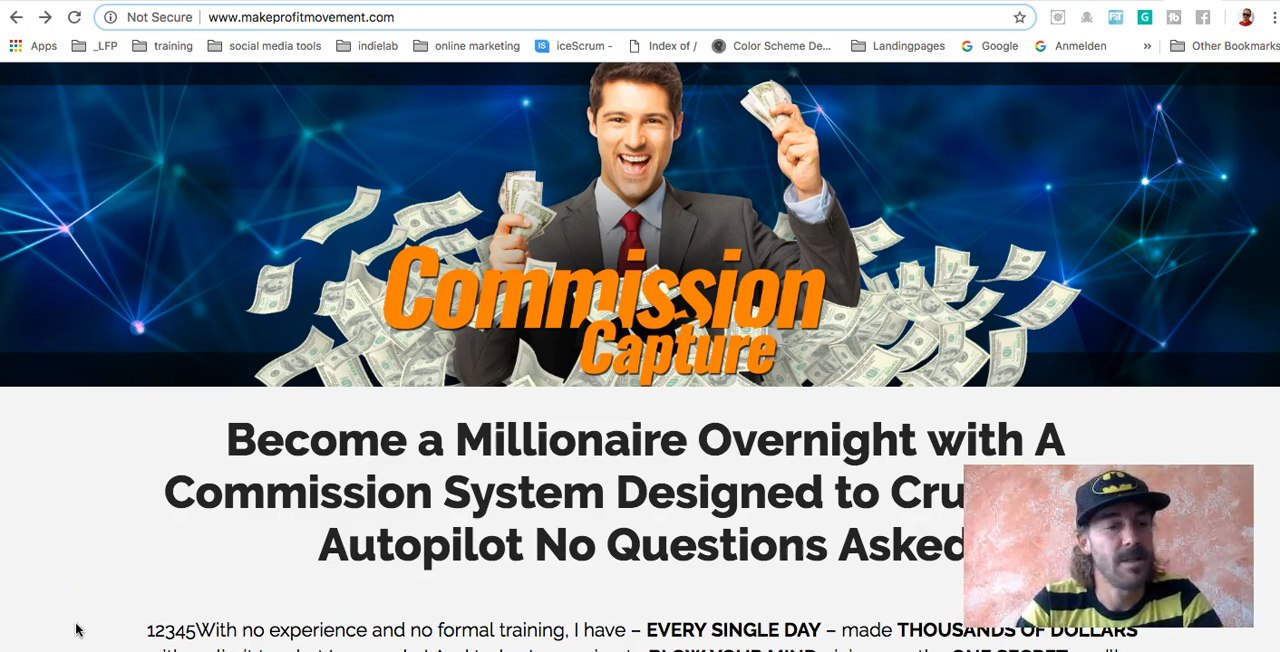 Not Secure | www.makeprofitmovement.com
Apps _LFP training social media tools indielab online marketing IS iceScrum - Index of / Color Scheme De... Landingpages Google Anmelden » Other Bookmarks
Commission
Capture
Become a Millionaire Overnight with A
Commission System Designed to Cru
Autopilot No Questions Asked
12345With no experience and no formal training, I have – EVERY SINGLE DAY – made THOUSANDS OF DOLLARS